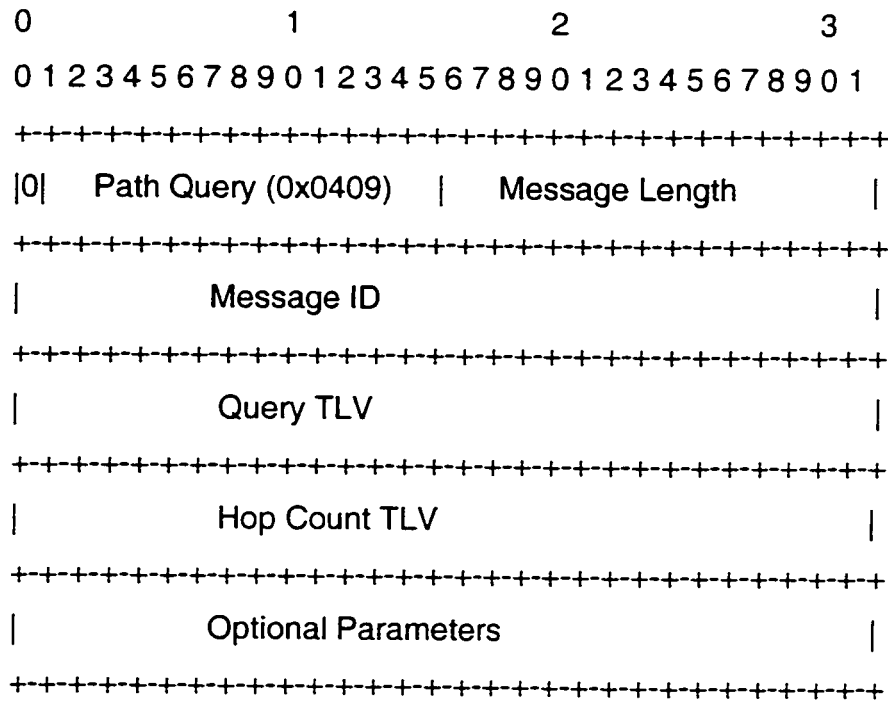 0 1 2 3
0 1 2 3 4 5 6 7 8 9 0 1 2 3 4 5 6 7 8 9 0 1 2 3 4 5 6 7 8 9 0 1
+-+-+-+-+-+-+-+-+-+-+-+-+-+-+-+-+-+-+-+-+-+-+-+-+-+-+-+-+-+-+-+-+
|0| Path Query (0x0409) | Message Length |
+-+-+-+-+-+-+-+-+-+-+-+-+-+-+-+-+-+-+-+-+-+-+-+-+-+-+-+-+-+-+-+-+
| Message ID |
+-+-+-+-+-+-+-+-+-+-+-+-+-+-+-+-+-+-+-+-+-+-+-+-+-+-+-+-+-+-+-+-+
| Query TLV |
+-+-+-+-+-+-+-+-+-+-+-+-+-+-+-+-+-+-+-+-+-+-+-+-+-+-+-+-+-+-+-+-+
| Hop Count TLV |
+-+-+-+-+-+-+-+-+-+-+-+-+-+-+-+-+-+-+-+-+-+-+-+-+-+-+-+-+-+-+-+-+
| Optional Parameters |
+-+-+-+-+-+-+-+-+-+-+-+-+-+-+-+-+-+-+-+-+-+-+-+-+-+-+-+-+-+-+-+-+